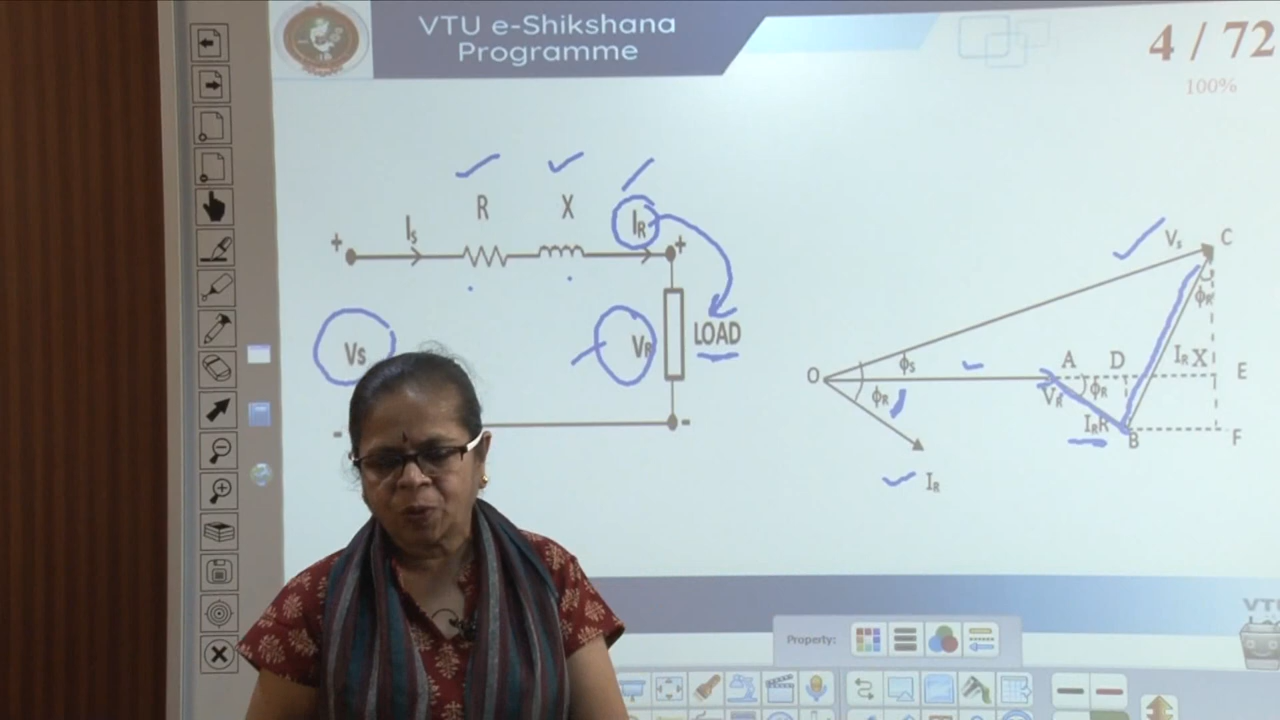 VTU e-Shikshana
Programme
4 / 72
100%
R
X
IR
IS
+
+
VS
VR
LOAD
-
-
VS
C
ΦR
IRX
O
ΦS
ΦR
A
D
E
VR
ΦR
IRR
B
F
IR
VTU
Property: